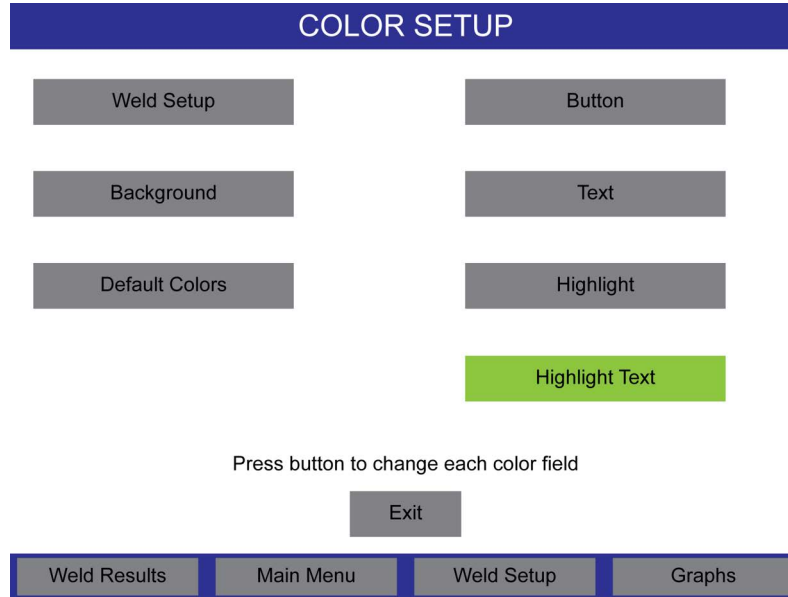 COLOR SETUP
Weld Setup
Button
Background
Text
Default Colors
Highlight
Highlight Text
Press button to change each color field
Exit
Weld Results
Main Menu
Weld Setup
Graphs